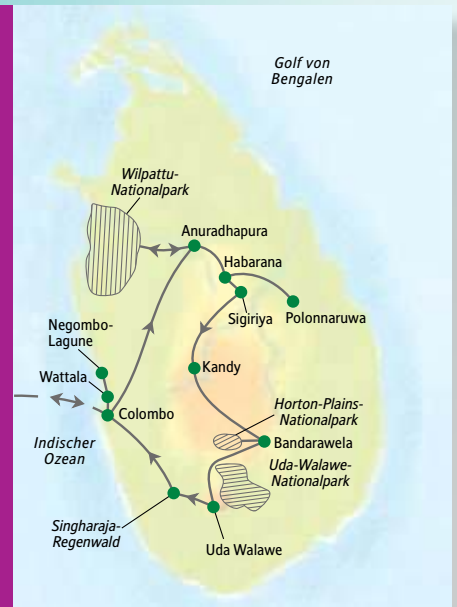 Golf von
Bengalen
Wilpattu-
Nationalpark
Anuradhapura
Habarana
Sigiriya
Polonnaruwa
Negombo-
Lagune
Wattala
Kandy
Colombo
Horton-Plains-
Nationalpark
Indischer
Ozean
Bandarawela
Uda-Walawe-
Nationalpark
Singharaja-
Regenwald
Uda Walawe